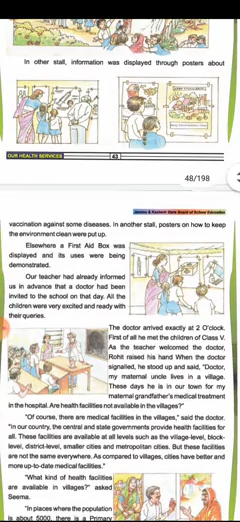 In other stall, information was displayed through posters about
OUR HEALTH SERVICES
43
48/198
Jammu & Kashmir State Board of School Education
vaccination against some diseases. In another stall, posters on how to keep
the environment clean were put up.
Elsewhere a First Aid Box was
displayed and its uses were being
demonstrated.
Our teacher had already informed
us in advance that a doctor had been
invited to the school on that day. All the
children were very excited and ready with
their queries.
The doctor arrived exactly at 2 O'clock.
First of all he met the children of Class V.
As the teacher welcomed the doctor,
Rohit raised his hand When the doctor
signalled, he stood up and said, "Doctor,
my maternal uncle lives in a village.
These days he is in our town for my
maternal grandfather's medical treatment
in the hospital. Are health facilities not available in the villages?"
"Of course, there are medical facilities in the villages," said the doctor.
"In our country, the central and state governments provide health facilities for
all. These facilities are available at all levels such as the village-level, block-
level, district-level, smaller cities and metropolitan cities. But these facilities
are not the same everywhere. As compared to villages, cities have better and
more up-to-date medical facilities."
"What kind of health facilities
are available in villages?" asked
Seema.
"In places where the population
is about 5000, there is a Primary